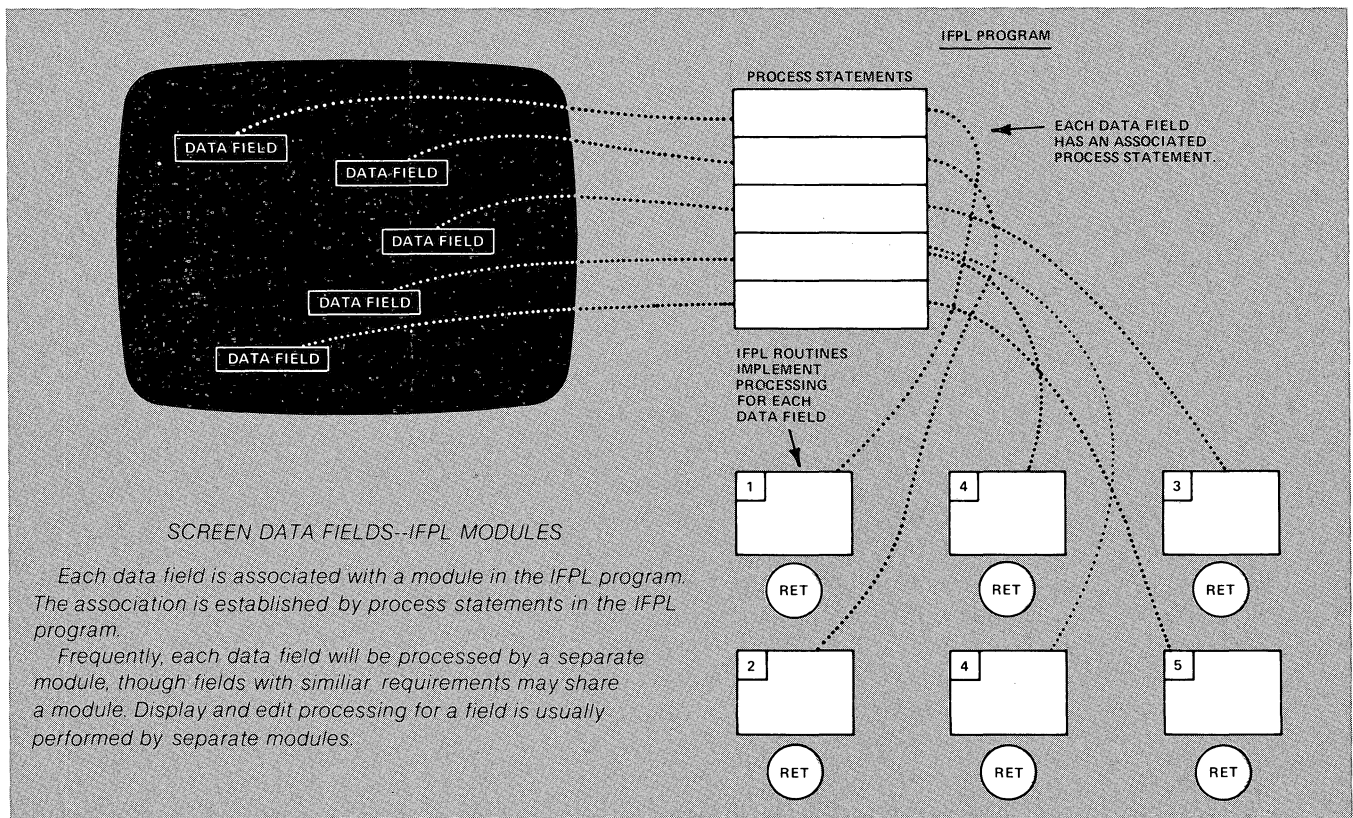 IFPL PROGRAM
PROCESS STATEMENTS
EACH DATA FIELD
HAS AN ASSOCIATED
PROCESS STATEMENT.
DATA FIELD
DATA FIELD
DATA FIELD
DATA FIELD
DATA FIELD
IFPL ROUTINES
IMPLEMENT
PROCESSING
FOR EACH
DATA FIELD
1
4
3
RET
RET
RET
2
4
5
RET
RET
RET
SCREEN DATA FIELDS--IFPL MODULES
Each data field is associated with a module in the IFPL program.
The association is established by process statements in the IFPL
program.
Frequently, each data field will be processed by a separate
module, though fields with similiar requirements may share
a module. Display and edit processing for a field is usually
performed by separate modules.